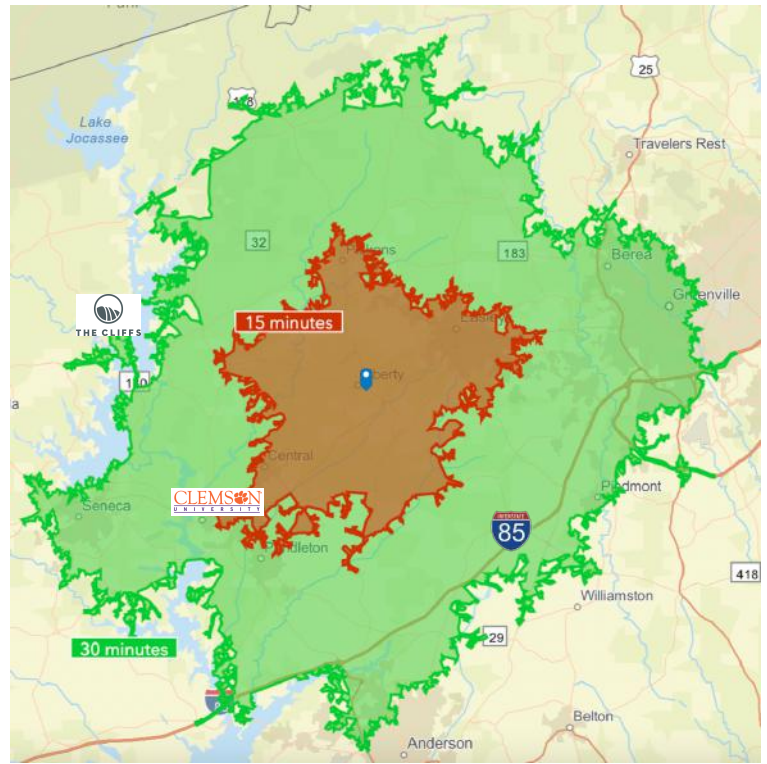 25
Lake
Jocassee
Travelers Rest
32
183
Berea
Greenville
THE CLIFFS
15 minutes
Central
Seneca
CLEMSON
UNIVERSITY
Piedmont
INTERSTATE
85
418
Williamston
30 minutes
29
Belton
Anderson